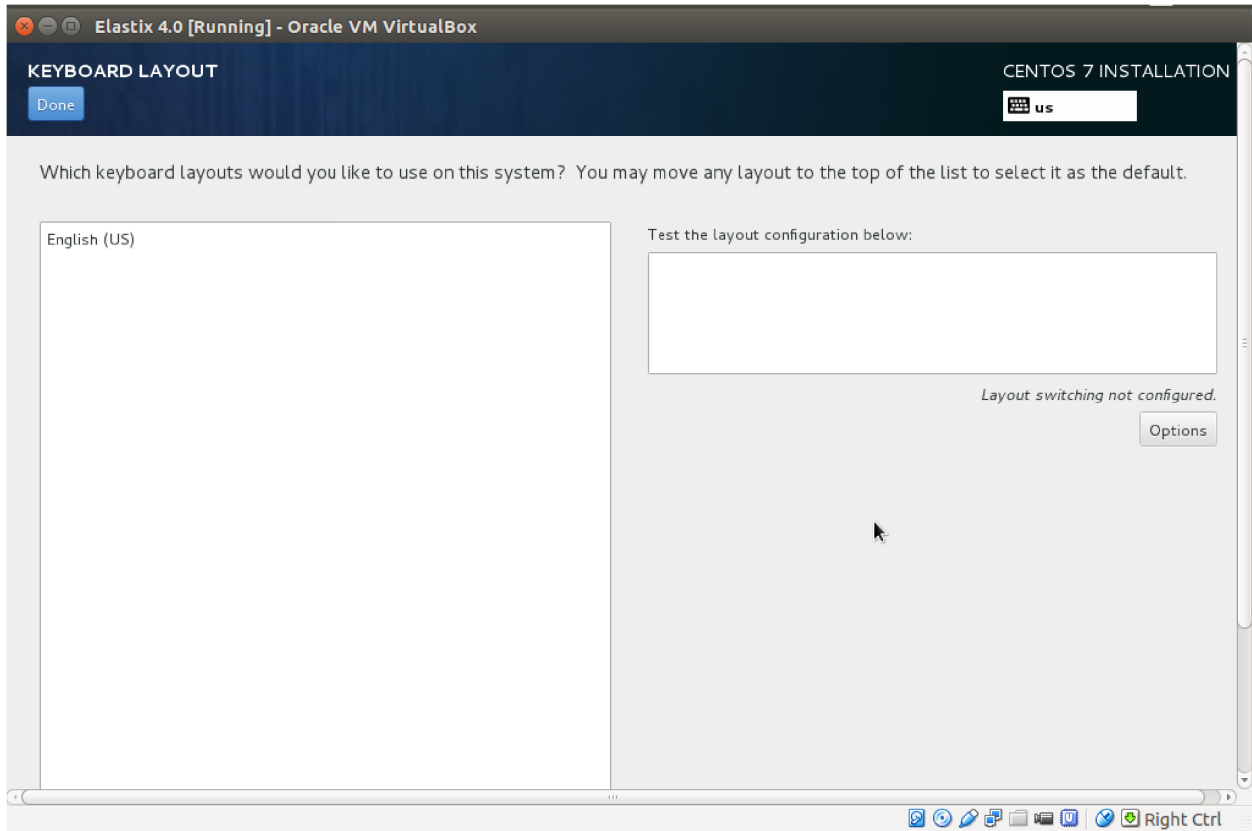 Elastix 4.0 [Running] - Oracle VM VirtualBox
KEYBOARD LAYOUT
CENTOS 7 INSTALLATION
Done
us
Which keyboard layouts would you like to use on this system?  You may move any layout to the top of the list to select it as the default.
English (US)
Test the layout configuration below:
Layout switching not configured.
Options
Right Ctrl